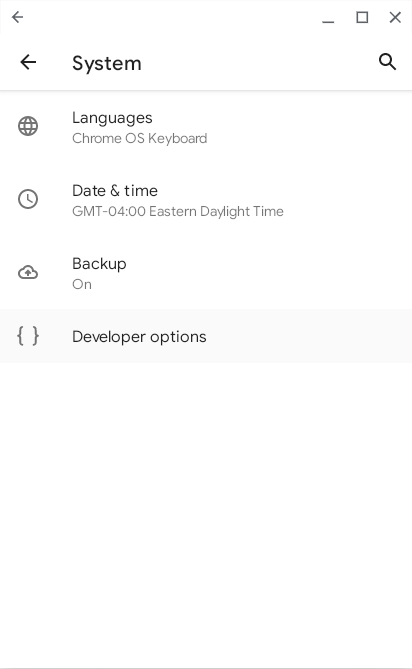 System
Languages
Chrome OS Keyboard
Date & time
GMT-04:00 Eastern Daylight Time
Backup
On
{ } Developer options